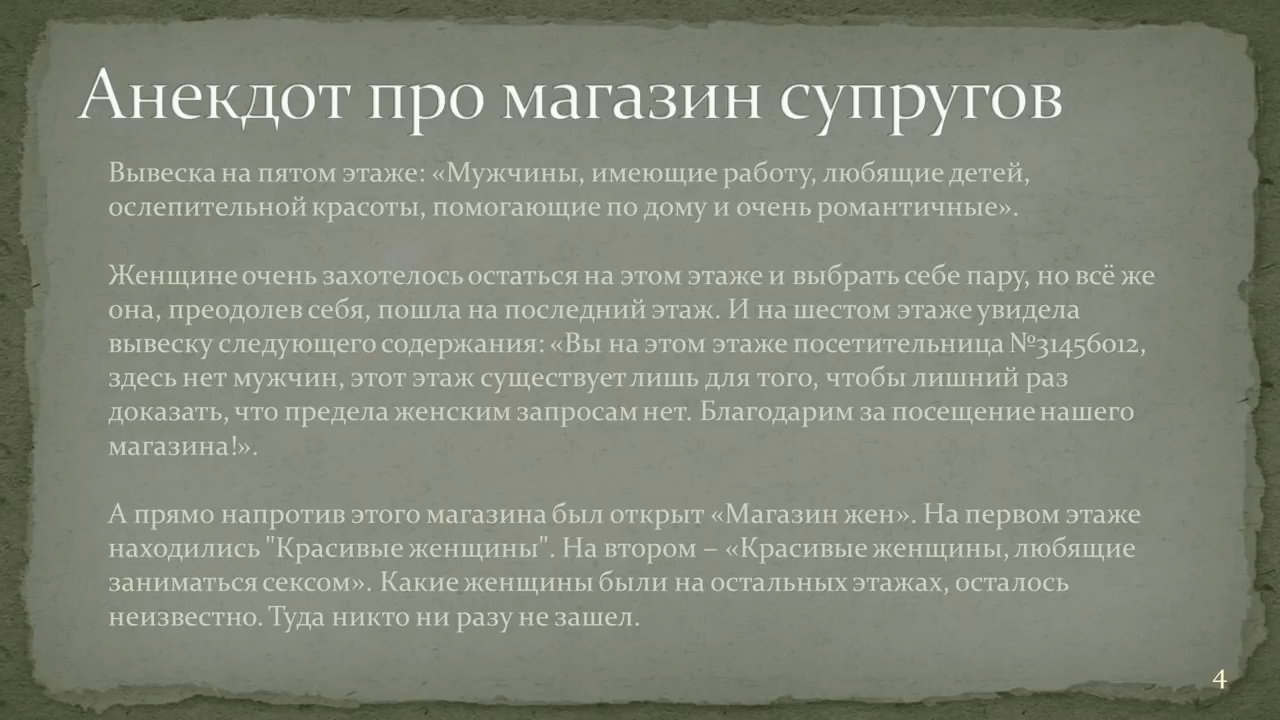 Анекдот про магазин супругов
Вывеска на пятом этаже: «Мужчины, имеющие работу, любящие детей,
ослепительной красоты, помогающие по дому и очень романтичные».
Женщине очень захотелось остаться на этом этаже и выбрать себе пару, но всё же
она, преодолев себя, пошла на последний этаж. И на шестом этаже увидела
вывеску следующего содержания: «Вы на этом этаже посетительница №31456012,
здесь нет мужчин, этот этаж существует лишь для того, чтобы лишний раз
доказать, что предела женским запросам нет. Благодарим за посещение нашего
магазина!».
А прямо напротив этого магазина был открыт «Магазин жен». На первом этаже
находились "Красивые женщины". На втором – «Красивые женщины, любящие
заниматься сексом». Какие женщины были на остальных этажах, осталось
неизвестно. Туда никто ни разу не зашел.
4